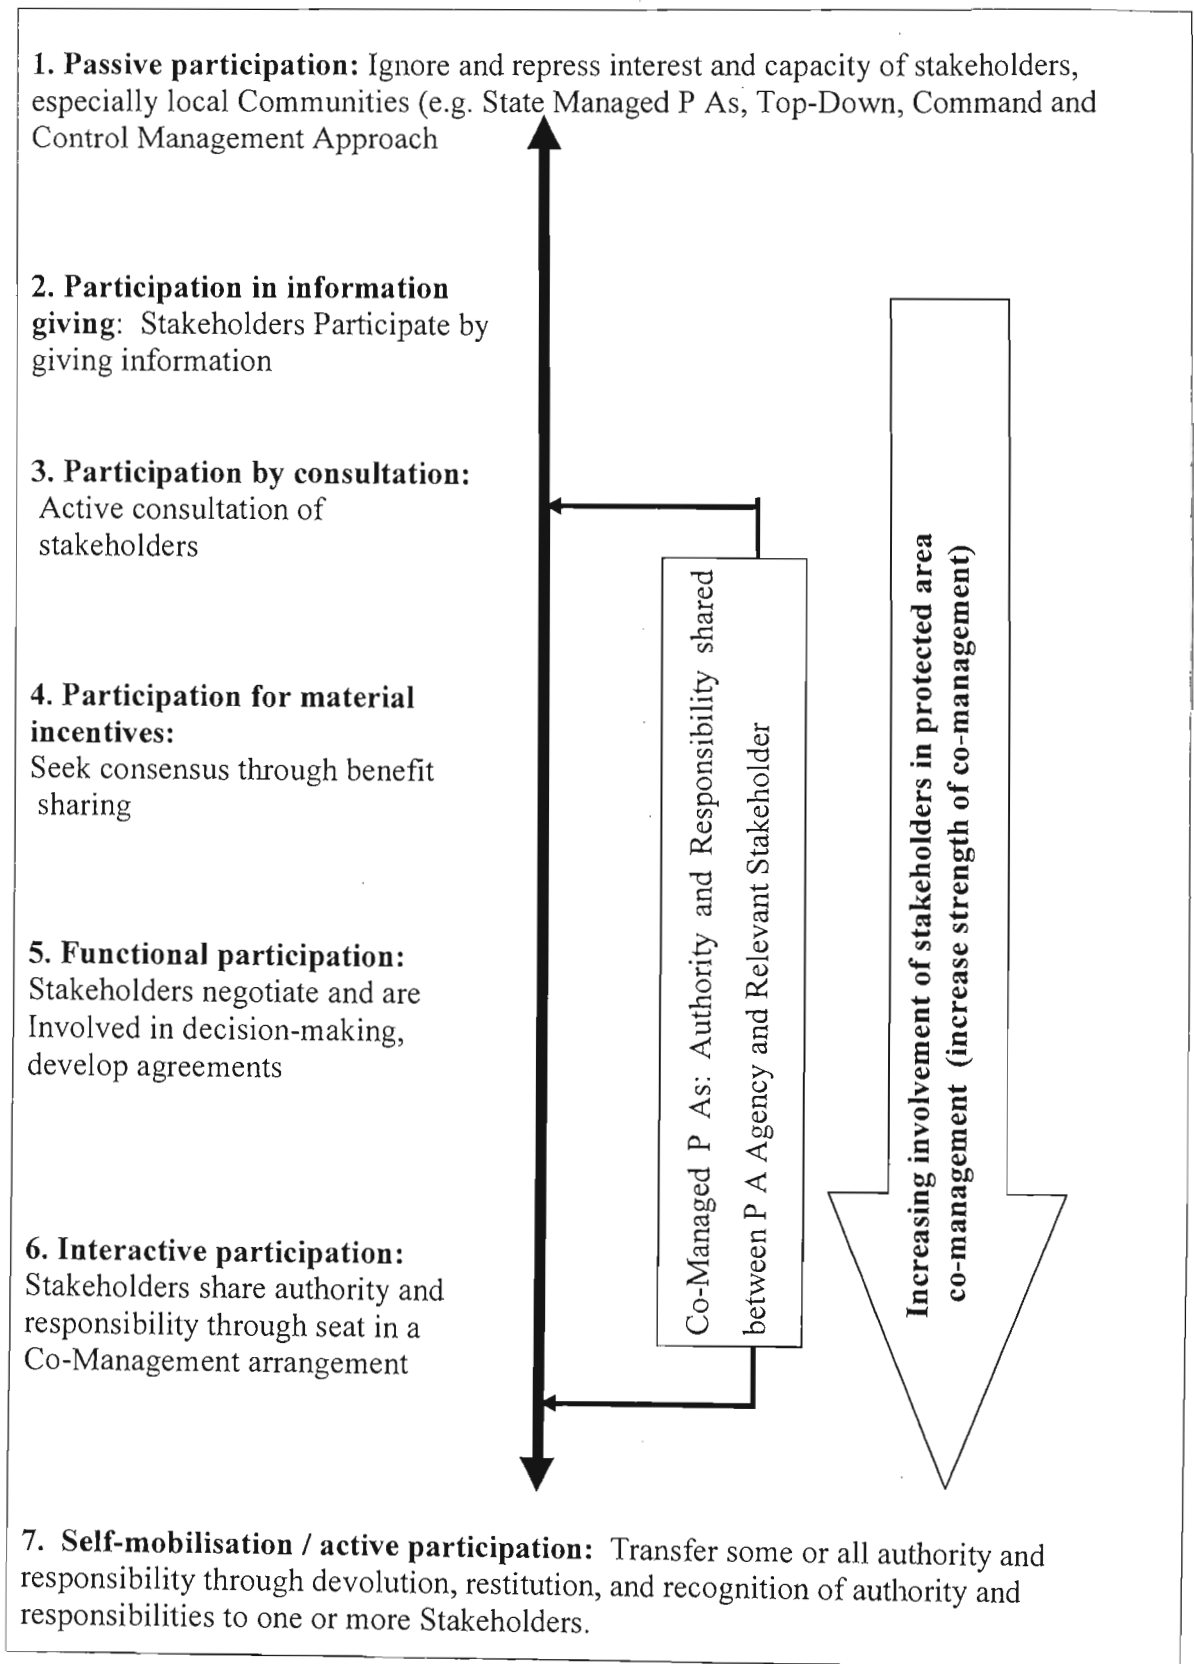 1. Passive participation: Ignore and repress interest and capacity of stakeholders,
especially local Communities (e.g. State Managed P As, Top-Down, Command and
Control Management Approach
2. Participation in information
giving: Stakeholders Participate by
giving information
3. Participation by consultation:
Active consultation of
stakeholders
4. Participation for material
incentives:
Seek consensus through benefit
sharing
5. Functional participation:
Stakeholders negotiate and are
Involved in decision-making,
develop agreements
6. Interactive participation:
Stakeholders share authority and
responsibility through seat in a
Co-Management arrangement
Co-Managed P As: Authority and Responsibility shared
between P A Agency and Relevant Stakeholder
Increasing involvement of stakeholders in protected area
co-management (increase strength of co-management)
7. Self-mobilisation / active participation: Transfer some or all authority and
responsibility through devolution, restitution, and recognition of authority and
responsibilities to one or more Stakeholders.